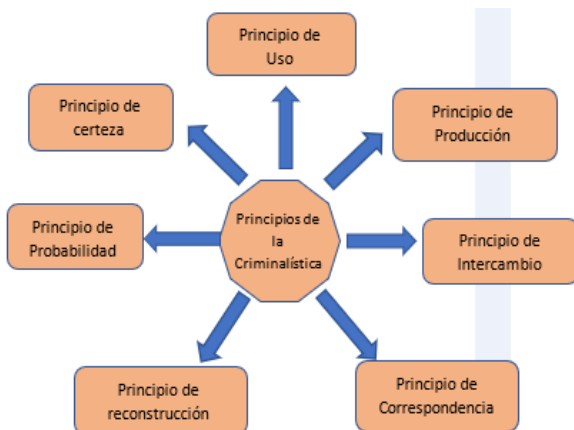 Principio de
Uso
Principio de
certeza
Principio de
Producción
Principio de
Probabilidad
Principios de
la
Criminalística
Principio de
Intercambio
Principio de
reconstrucción
Principio de
Correspondencia